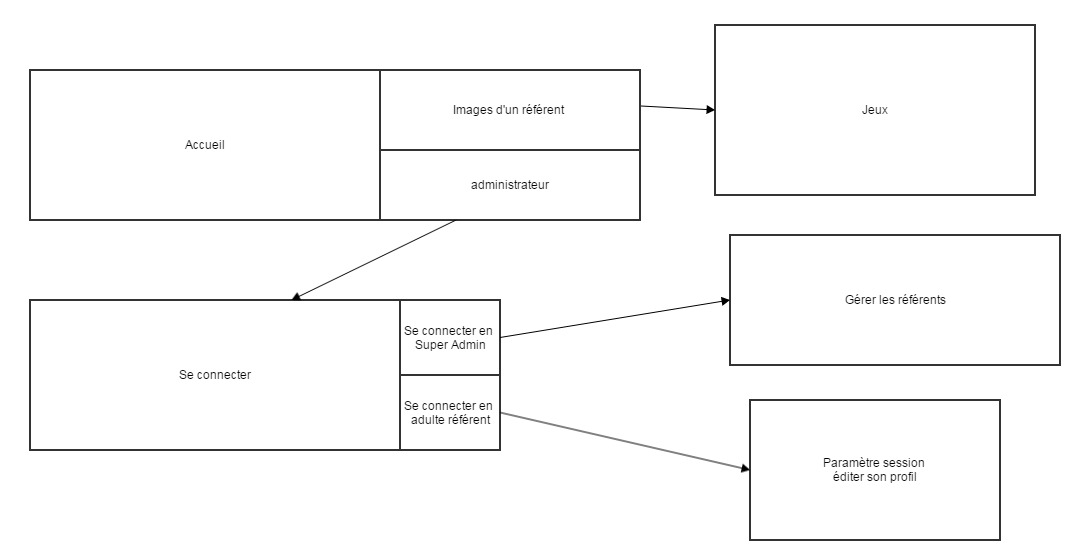 Accueil
Images d'un référent
administrateur
Jeux
Se connecter
Se connecter en
Super Admin
Se connecter en
adulte référent
Gérer les référents
Paramètre session
éditer son profil